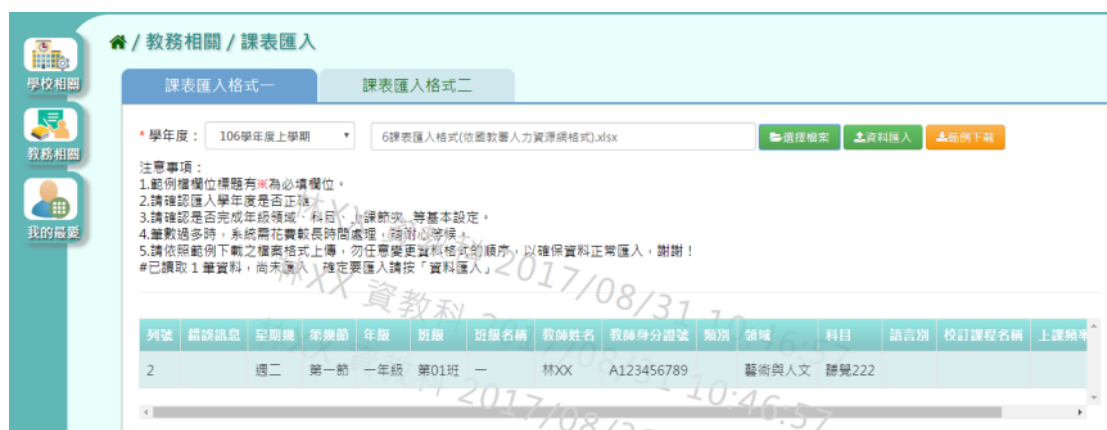 / 教務相關 / 課表匯入
學校相關
教務相關
我的最愛
課表匯入格式一 課表匯入格式二
* 學年度： 106學年度上學期 6課表匯入格式(依國教署人力資源網格式).xlsx 選擇檔案 資料匯入 範例下載
注意事項：
1.範例檔欄位標題有※為必填欄位。
2.請確認匯入學年度是否正確。
3.請確認是否完成年級領域、科目、上課節次..等基本設定。
4.筆數過多時，系統需花費較長時間處理，請耐心等候。
5.請依照範例下載之檔案格式上傳，勿任意變更資料格式的順序，以確保資料正常匯入，謝謝！
#已讀取 1 筆資料，尚未匯入，確定要匯入請按「資料匯入」
列號 錯誤訊息 星期幾 第幾節 年級 班級 班級名稱 教師姓名 教師身分證號 類別 領域 科目 語言別 校訂課程名稱 上課頻率
2 週二 第一節 一年級 第01班 一 林XX A123456789 藝術與人文 聽覺222
林XX 資教科 2017/08/31 10:46:57
林XX 資教科 2017/08/31 10:46:57